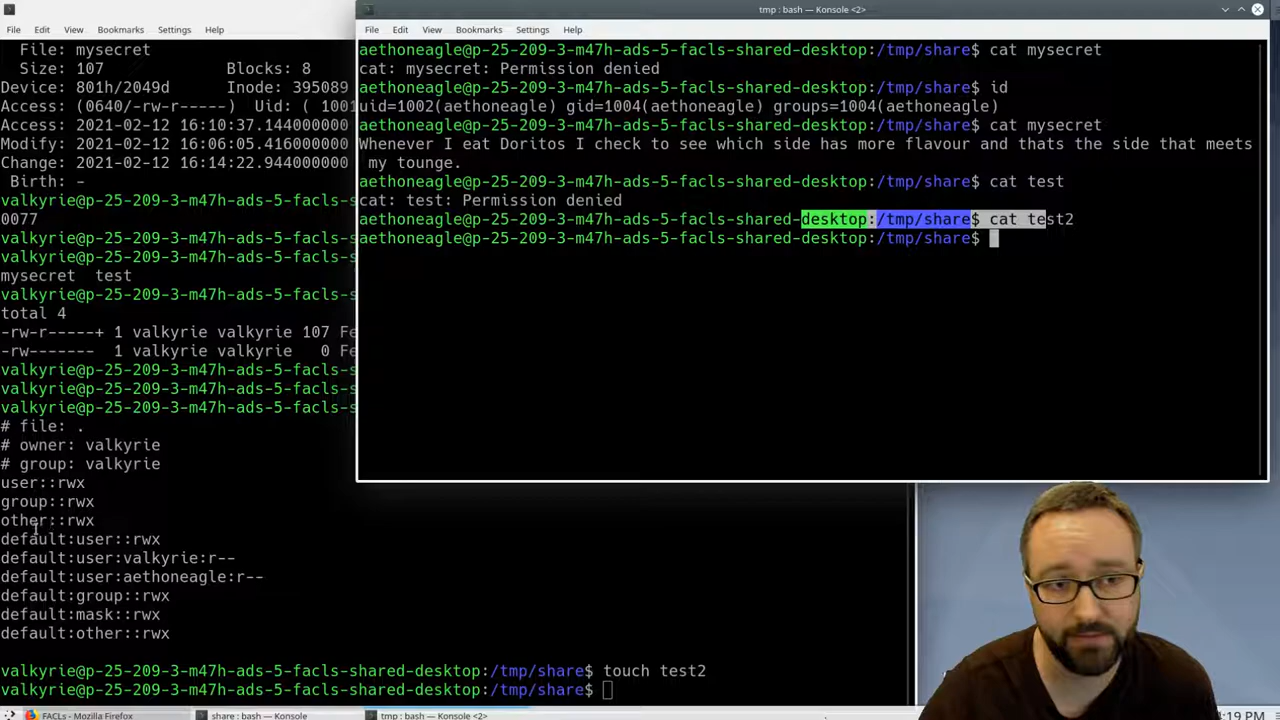 tmp : bash — Konsole <2>
File Edit View Bookmarks Settings Help
File: mysecret
Size: 107 Blocks: 8
Device: 801h/2049d Inode: 395089
Access: (0640/-rw-r-----) Uid: ( 1001
Access: 2021-02-12 16:10:37.144000000
Modify: 2021-02-12 16:06:05.416000000
Change: 2021-02-12 16:14:22.944000000
Birth: -
valkyrie@p-25-209-3-m47h-ads-5-facls-s
0077
valkyrie@p-25-209-3-m47h-ads-5-facls-s
valkyrie@p-25-209-3-m47h-ads-5-facls-s
mysecret test
valkyrie@p-25-209-3-m47h-ads-5-facls-s
total 4
-rw-r-----+ 1 valkyrie valkyrie 107 Fe
-rw------- 1 valkyrie valkyrie 0 Fe
valkyrie@p-25-209-3-m47h-ads-5-facls-s
valkyrie@p-25-209-3-m47h-ads-5-facls-s
valkyrie@p-25-209-3-m47h-ads-5-facls-s
# file: .
# owner: valkyrie
# group: valkyrie
user::rwx
group::rwx
other::rwx
default:user::rwx
default:user:valkyrie:r--
default:user:aethoneagle:r--
default:group::rwx
default:mask::rwx
default:other::rwx
valkyrie@p-25-209-3-m47h-ads-5-facls-shared-desktop:/tmp/share$ touch test2
valkyrie@p-25-209-3-m47h-ads-5-facls-shared-desktop:/tmp/share$
File Edit View Bookmarks Settings Help
aethoneagle@p-25-209-3-m47h-ads-5-facls-shared-desktop:/tmp/share$ cat mysecret
cat: mysecret: Permission denied
aethoneagle@p-25-209-3-m47h-ads-5-facls-shared-desktop:/tmp/share$ id
uid=1002(aethoneagle) gid=1004(aethoneagle) groups=1004(aethoneagle)
aethoneagle@p-25-209-3-m47h-ads-5-facls-shared-desktop:/tmp/share$ cat mysecret
Whenever I eat Doritos I check to see which side has more flavour and thats the side that meets
my tounge.
aethoneagle@p-25-209-3-m47h-ads-5-facls-shared-desktop:/tmp/share$ cat test
cat: test: Permission denied
aethoneagle@p-25-209-3-m47h-ads-5-facls-shared-desktop:/tmp/share$ cat test2
aethoneagle@p-25-209-3-m47h-ads-5-facls-shared-desktop:/tmp/share$
FACLs - Mozilla Firefox
share : bash — Konsole
tmp : bash — Konsole <2>
:19 PM